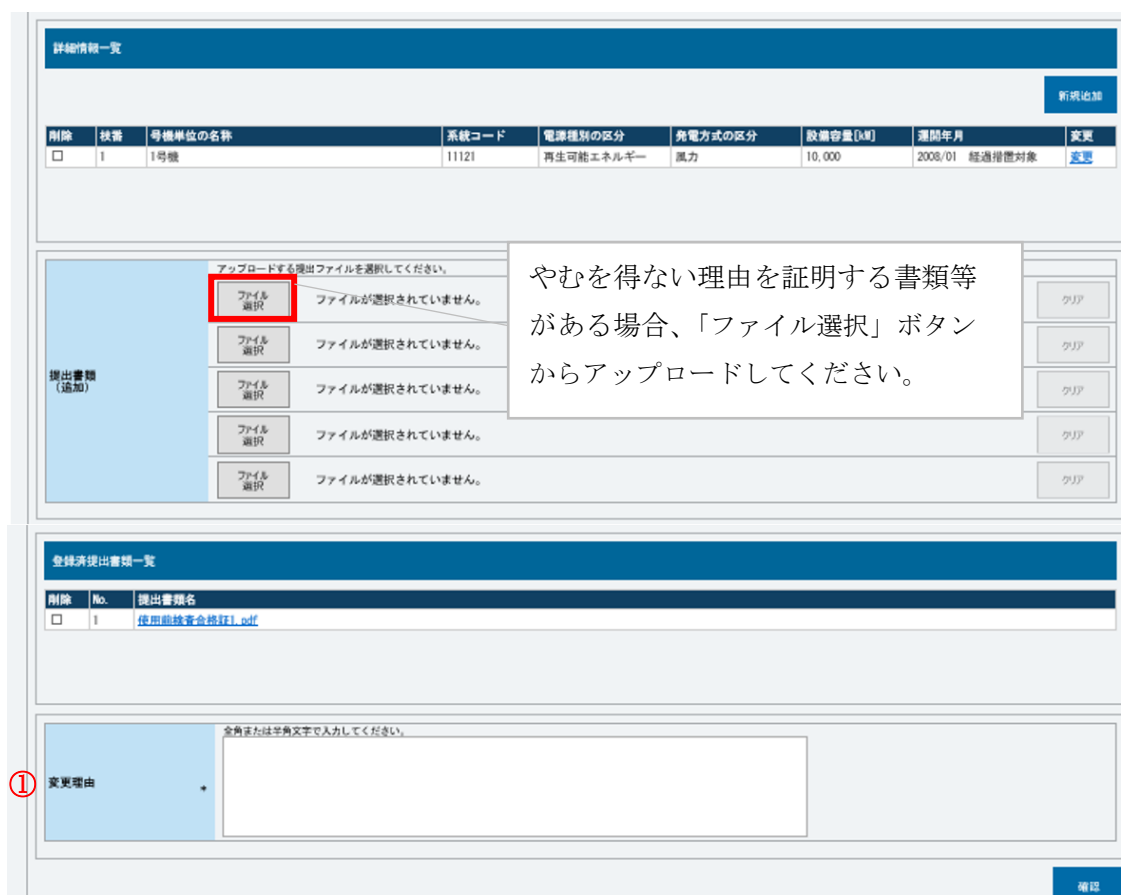 詳細情報一覧
新規追加
削除 枝番 号機単位の名称 系統コード 電源種別の区分 発電方式の区分 設備容量[kW] 運開年月 変更
1 1号機 11121 再生可能エネルギー 風力 10,000 2008/01 経過措置対象 変更
アップロードする提出ファイルを選択してください。
提出書類
(追加)
ファイル
選択
ファイルが選択されていません。
クリア
ファイル
選択
ファイルが選択されていません。
クリア
ファイル
選択
ファイルが選択されていません。
クリア
ファイル
選択
ファイルが選択されていません。
クリア
ファイル
選択
ファイルが選択されていません。
クリア
やむを得ない理由を証明する書類等
がある場合、「ファイル選択」ボタン
からアップロードしてください。
登録済提出書類一覧
削除 No. 提出書類名
1 使用前検査合格証1.pdf
全角または半角文字で入力してください。
① 変更理由 *
確認